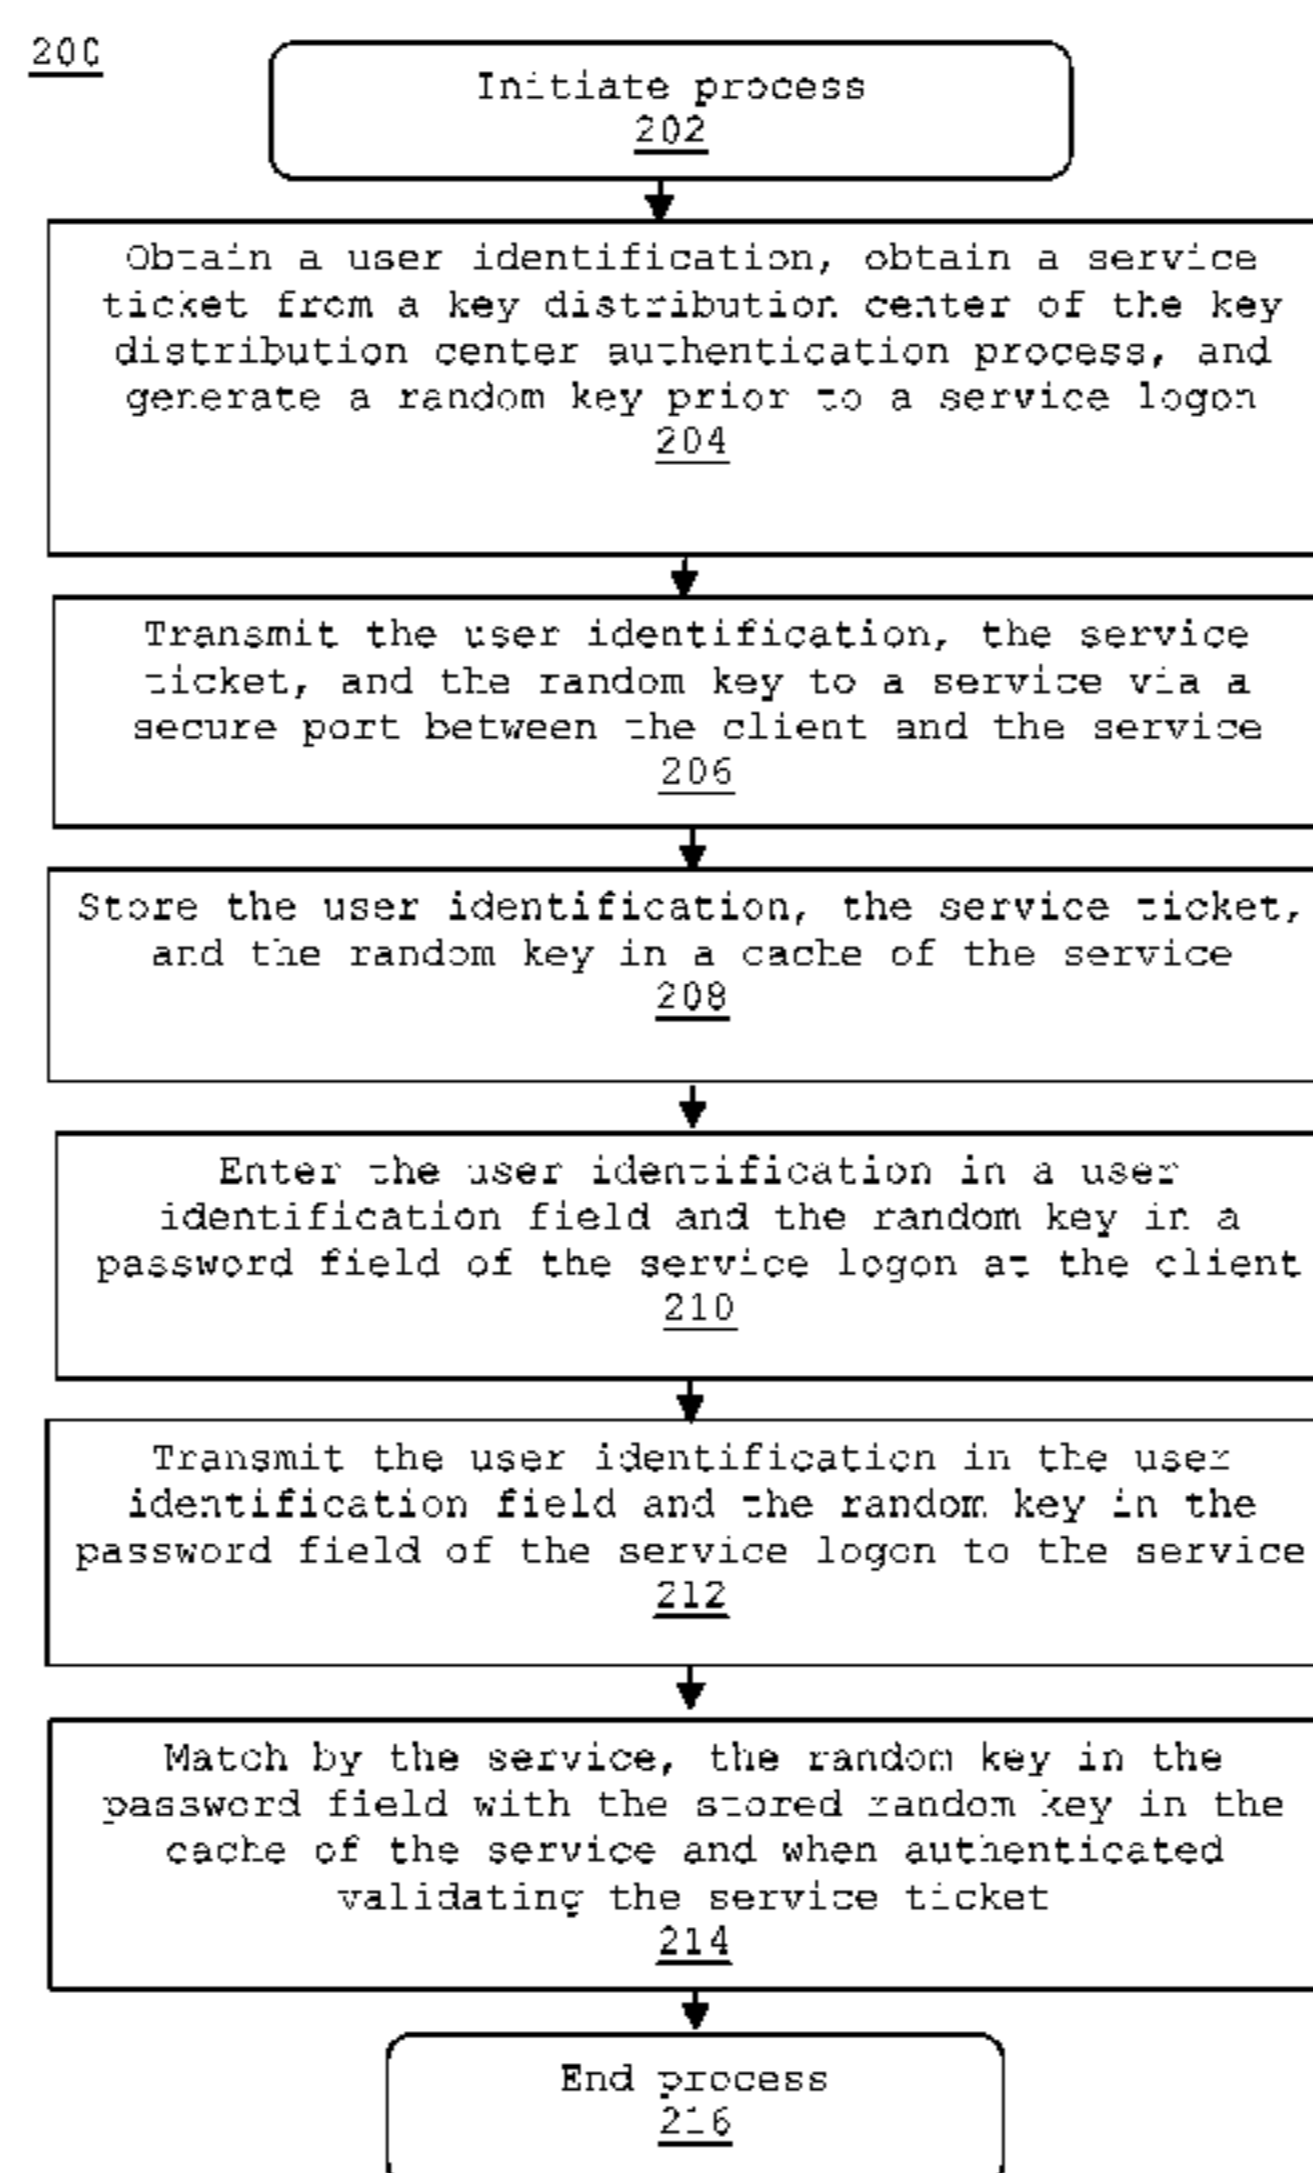 200
Initiate process
202
Obtain a user identification, obtain a service
ticket from a key distribution center of the key
distribution center authentication process, and
generate a random key prior to a service logon
204
Transmit the user identification, the service
ticket, and the random key to a service via a
secure port between the client and the service
206
Store the user identification, the service ticket,
and the random key in a cache of the service
208
Enter the user identification in a user
identification field and the random key in a
password field of the service logon at the client
210
Transmit the user identification in the user
identification field and the random key in the
password field of the service logon to the service
212
Match by the service, the random key in the
password field with the stored random key in the
cache of the service and when authenticated
validating the service ticket
214
End process
216